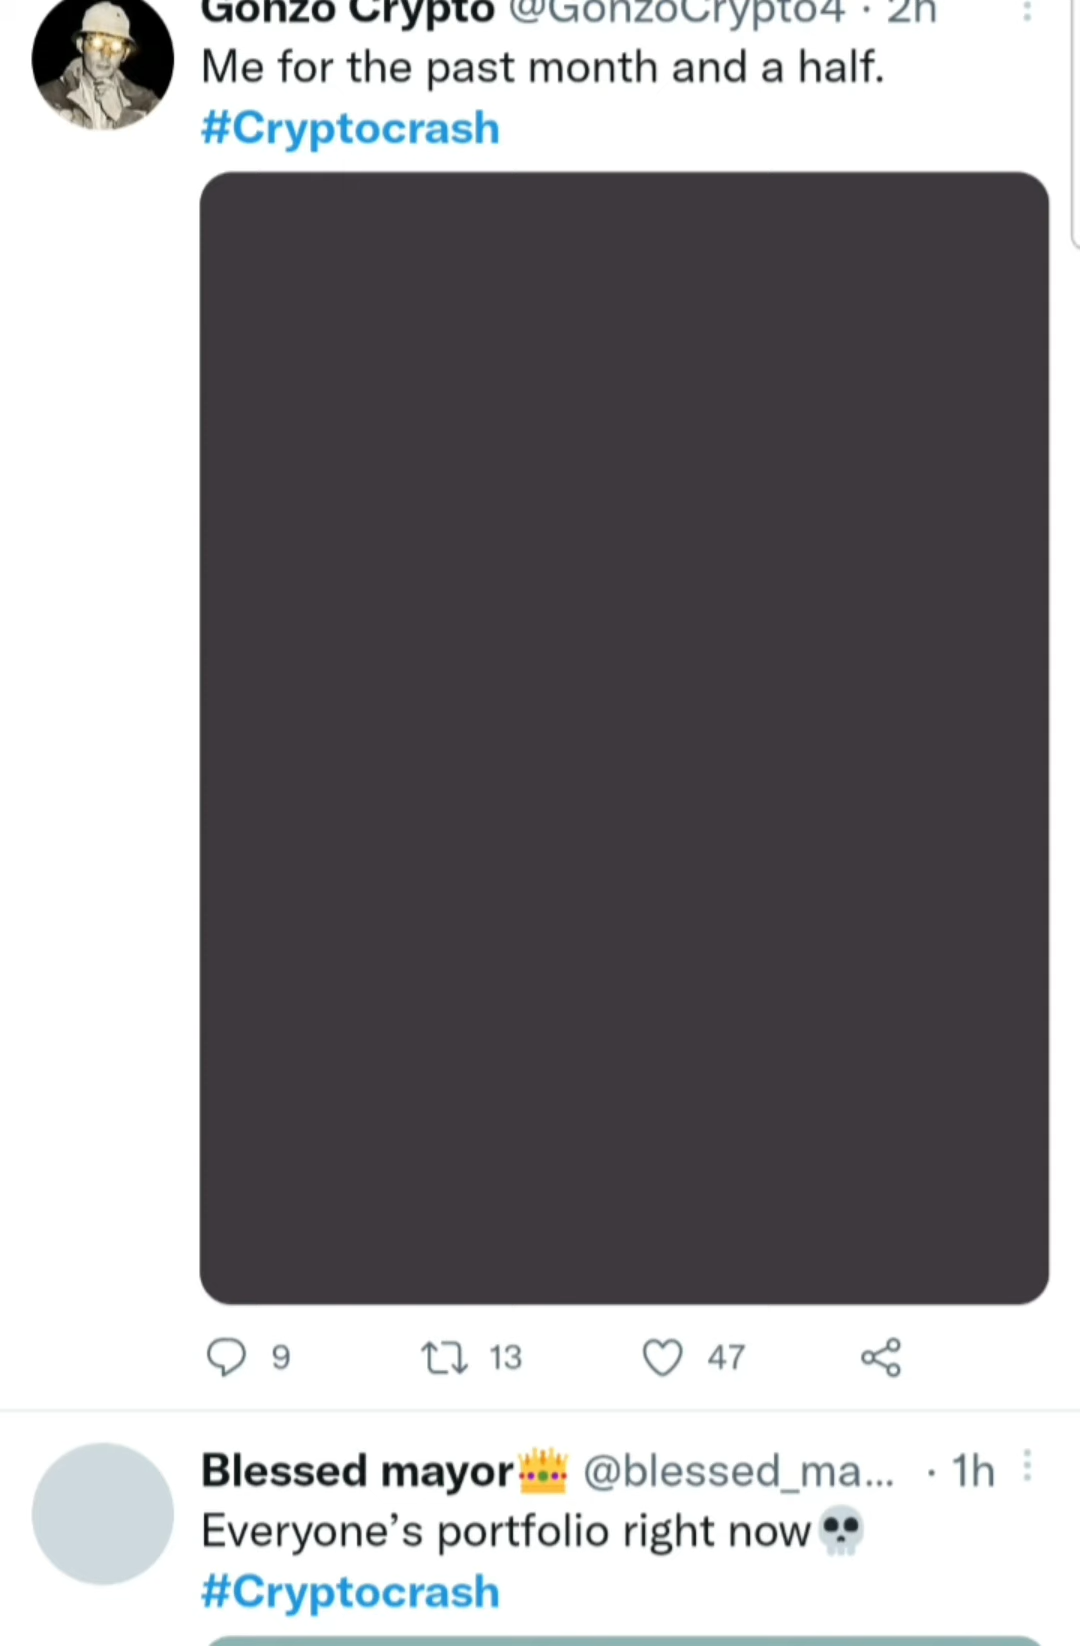 Gonzo Crypto @GonzoCrypto4 · 2h
Me for the past month and a half.
#Cryptocrash
9 13 47
Blessed mayor👑 @blessed_ma... · 1h
Everyone’s portfolio right now💀
#Cryptocrash